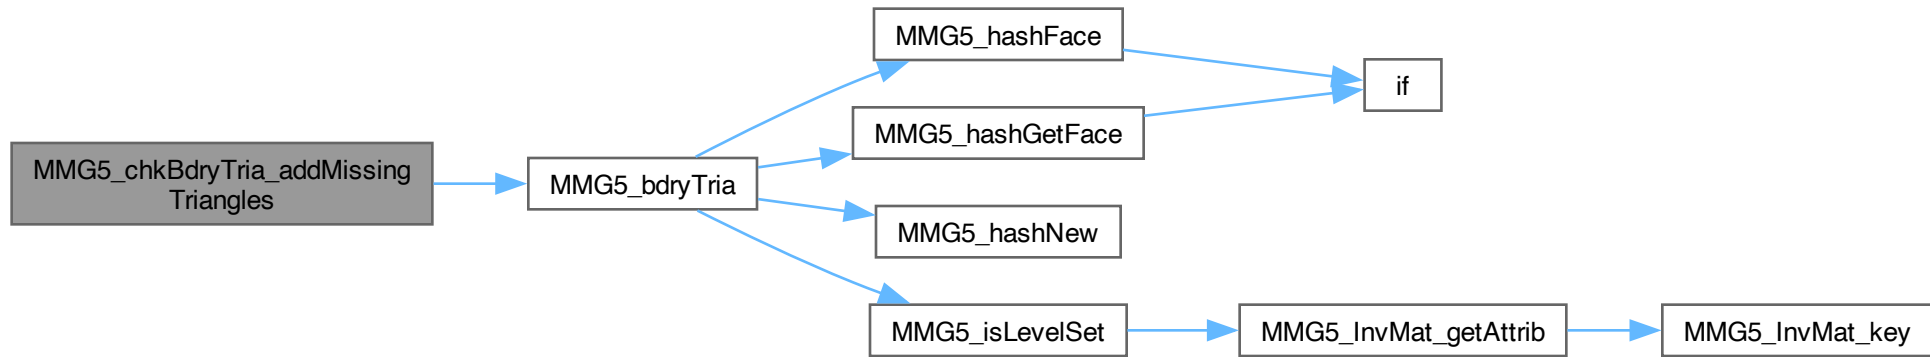 MMG5_chkBdryTria_addMissing
Triangles
MMG5_bdryTria
MMG5_hashFace
MMG5_hashGetFace
MMG5_hashNew
MMG5_isLevelSet
if
MMG5_InvMat_getAttrib
MMG5_InvMat_key